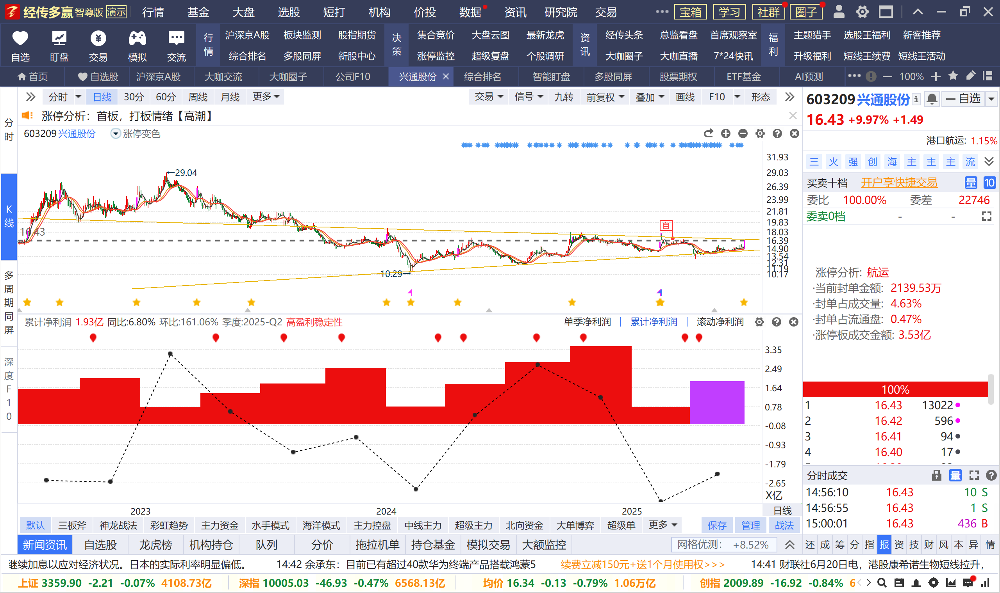 经传多赢 智尊版 演示 行情 基金 大盘 选股 短打 机构 价投 数据 资讯 研究院 交易 宝箱 学习 社群 圈子
自选 盯盘 交易 模拟 交流
行情 沪深京A股 板块监测 股指期货 决策 集合竞价 大盘云图 最新龙虎 资讯 经传头条 总监看盘 首席观察室 福利 主题猎手 选股王福利 新客推荐
综合排名 多股同屏 新股中心 涨停监控 超级复盘 个股调研 大咖圈子 大咖直播 7*24快讯 升级福利 短线王续费 短线王活动
首页 自选股 沪深京A股 大咖交流 大咖圈子 公司F10 兴通股份 综合排名 智能盯盘 多股同屏 股票期权 ETF基金 AI预测 100%
分时 日线 30分 60分 周线 月线 更多 交易 信号 九转 前复权 叠加 画线 F10 形态
涨停分析：首板，打板情绪【高潮】
603209 兴通股份 涨停变色
分时
K线
多周期同屏
深度F10
31.93
29.03
26.39
23.99
21.81
19.83
18.03
16.39
14.90
13.54
12.31
11.19
10.17
←29.04
16.43
自
10.29→
累计净利润 1.93亿 同比:6.80% 环比:161.06% 季度:2025-Q2 高盈利稳定性 单季净利润 | 累计净利润 | 滚动净利润
3.35
2.49
1.64
0.78
-0.08
-0.93
-1.79
-2.65
X亿
2023 2024 2025 日线
默认 三板斧 神龙战法 彩虹趋势 主力资金 水手模式 海洋模式 主力控盘 中线主力 超级主力 北向资金 大单博弈 超级单 更多 保存 管理 战法
新闻资讯 自选股 龙虎榜 机构持仓 队列 分价 拖拉机单 持仓基金 模拟交易 大额监控 网格优测： +8.52%
603209 兴通股份 自选
16.43 +9.97% +1.49
港口航运: 1.15%
三 火 强 创 海 主 主 主 流
买卖十档 开户享快捷交易 量 10
委比 100.00% 委差 22746
委卖0档 - -
涨停分析: 航运
·当前封单金额: 2139.53万
·封单占成交量: 4.63%
·封单占流通盘: 0.47%
·涨停板成交金额: 3.53亿
100%
1 16.43 13022
2 16.42 596
3 16.41 94
4 16.40 17
分时成交 量
14:56:10 16.43 10 S
14:56:55 16.43 1 S
15:00:01 16.43 436 B
还 成 筹 分 指 报 资 技 财 风 本 异 情
继续加息以应对经济状况。日本的实际利率明显偏低。 14:42 余承东：目前已有超过40款华为终端产品搭载鸿蒙5 续费立减150元+送1个月使用权>>> 14:41 财联社6月20日电，港股康希诺生物短线拉升，
上证 3359.90 -2.21 -0.07% 4108.73亿 深指 10005.03 -46.93 -0.47% 6568.13亿 均价 16.34 -0.13 -0.79% 1.06万亿 创指 2009.89 -16.92 -0.84% 6